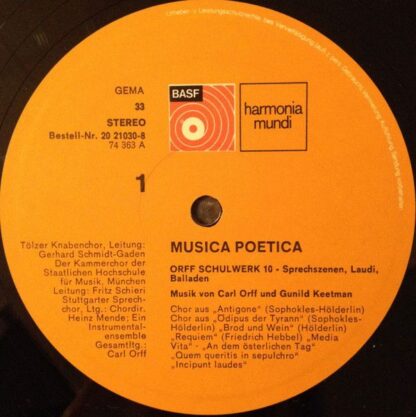 Urheber- u. Leistungsschutzrechte
GEMA
33
STEREO
Bestell-Nr. 20 21030-8
74 363 A
BASF
harmonia
mundi
1
Tölzer Knabenchor, Leitung:
Gerhard Schmidt-Gaden
Der Kammerchor der
Staatlichen Hochschule
für Musik, München
Leitung: Fritz Schieri
Stuttgarter Sprech-
chor, Ltg.: Chordir.
Heinz Mende; Ein
Instrumental-
ensemble
Gesamtltg.:
Carl Orff
MUSICA POETICA
ORFF SCHULWERK 10 - Sprechszenen, Laudi,
Balladen
Musik von Carl Orff und Gunild Keetman
Chor aus „Antigone“ (Sophokles-Hölderlin)
Chor aus „Ödipus der Tyrann“ (Sophokles-
Hölderlin) „Brod und Wein“ (Hölderlin)
„Requiem“ (Friedrich Hebbel) „Media
Vita“ - „An dem österlichen Tag“
„Quem queritis in sepulchro“
„Incipunt laudes“